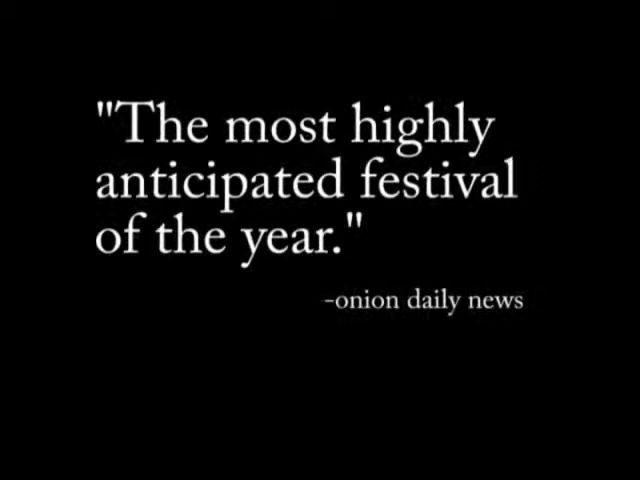 "The most highly
anticipated festival
of the year."
-onion daily news